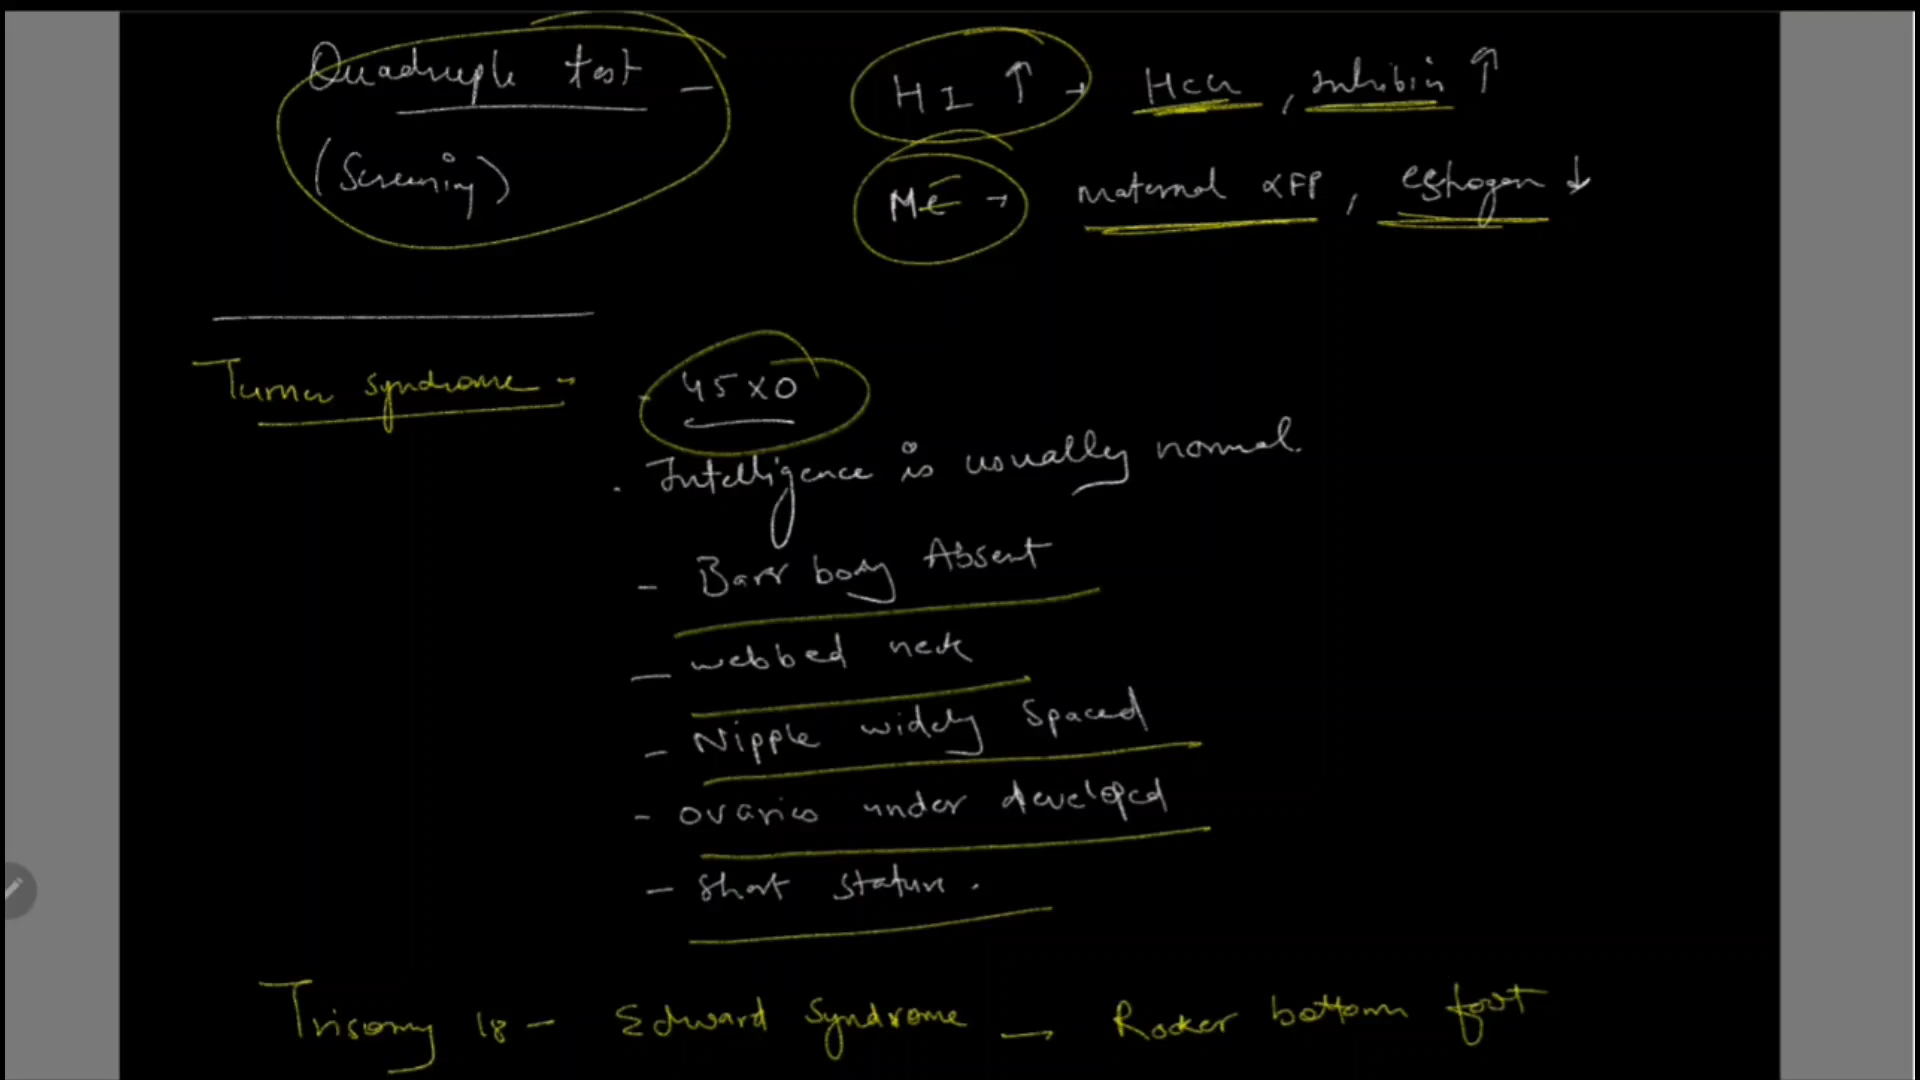 Quadruple test - HI ↑ → HCG, Inhibin ↑
(Screening) ME → Maternal αFP, estrogen ↓
Turner syndrome - - 45XO
. Intelligence is usually normal.
- Barr body Absent
- webbed neck
- Nipple widely spaced
- ovaries under developed
- short stature.
Trisomy 18 - Edward Syndrome → Rocker bottom foot